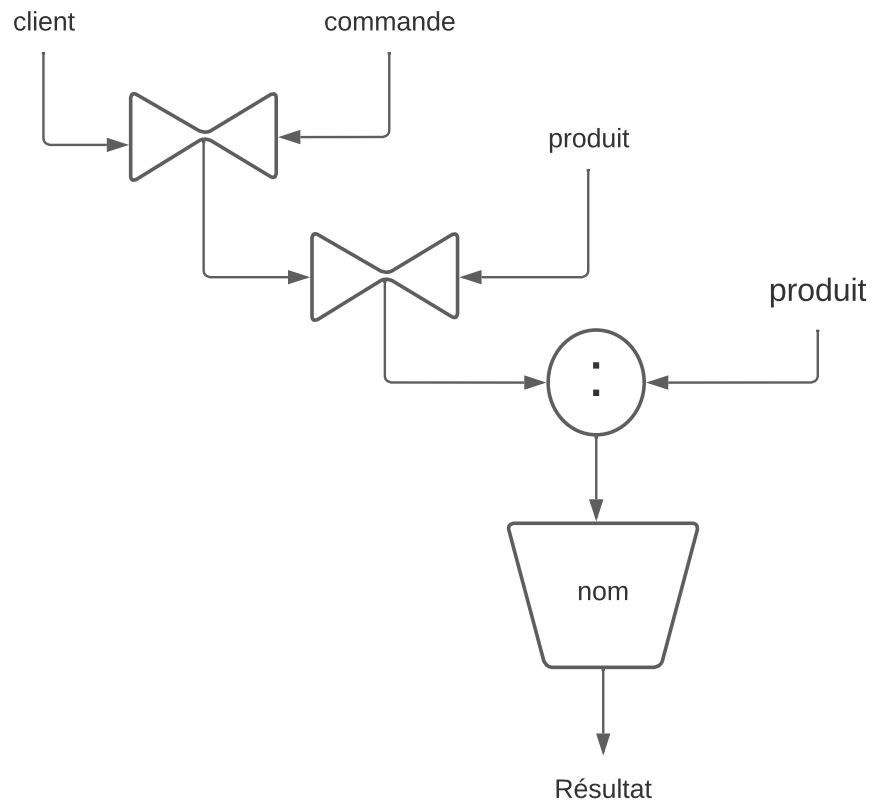 client
commande
produit
produit
:
nom
Résultat